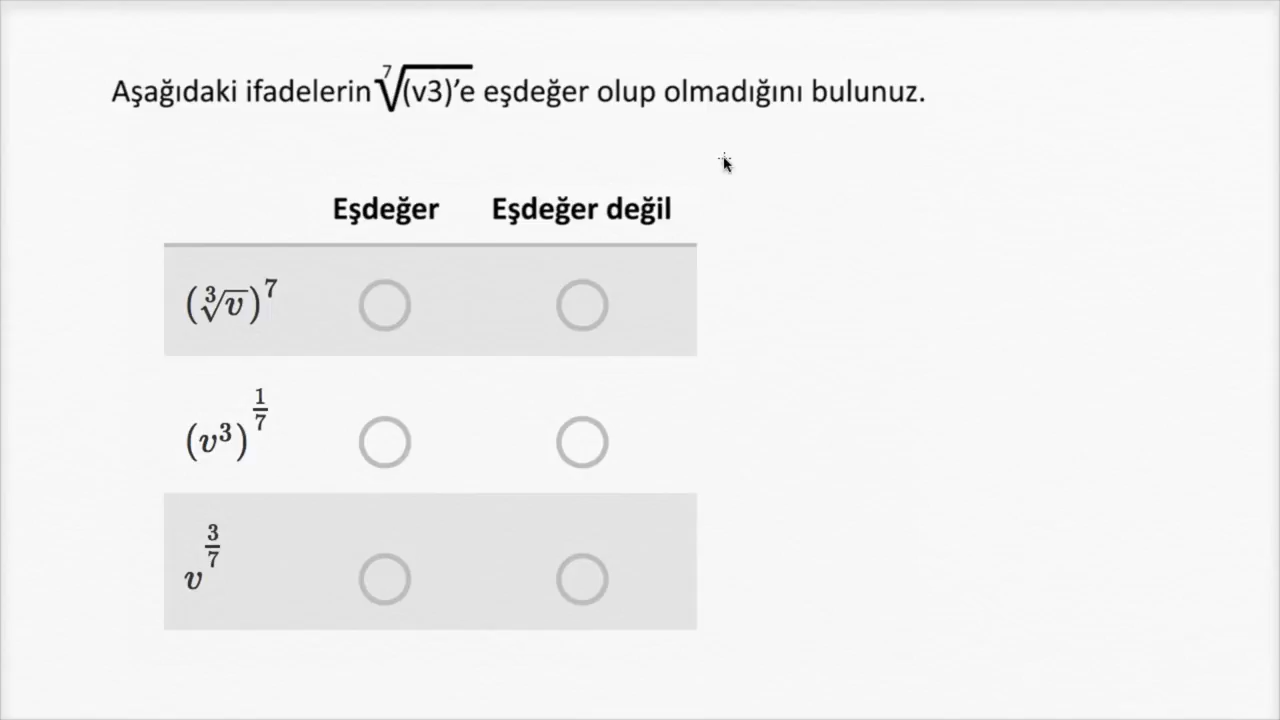 Aşağıdaki ifadelerin ⁷√(v3)’e eşdeğer olup olmadığını bulunuz.
Eşdeğer Eşdeğer değil
(∛v)⁷
(v³)^(1/7)
v^(3/7)